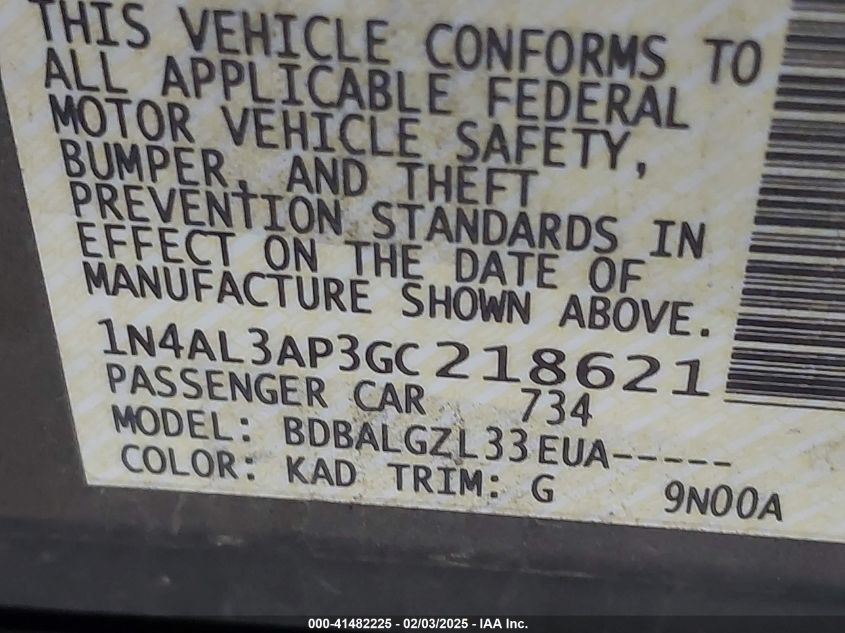 THIS VEHICLE CONFORMS TO
ALL APPLICABLE FEDERAL
MOTOR VEHICLE SAFETY,
BUMPER, AND THEFT
PREVENTION STANDARDS IN
EFFECT ON THE DATE OF
MANUFACTURE SHOWN ABOVE.
1N4AL3AP3GC218621
PASSENGER CAR 734
MODEL: BDBALGZL33EUA-----
COLOR: KAD TRIM: G 9N00A
000-41482225 - 02/03/2025 - IAA Inc.